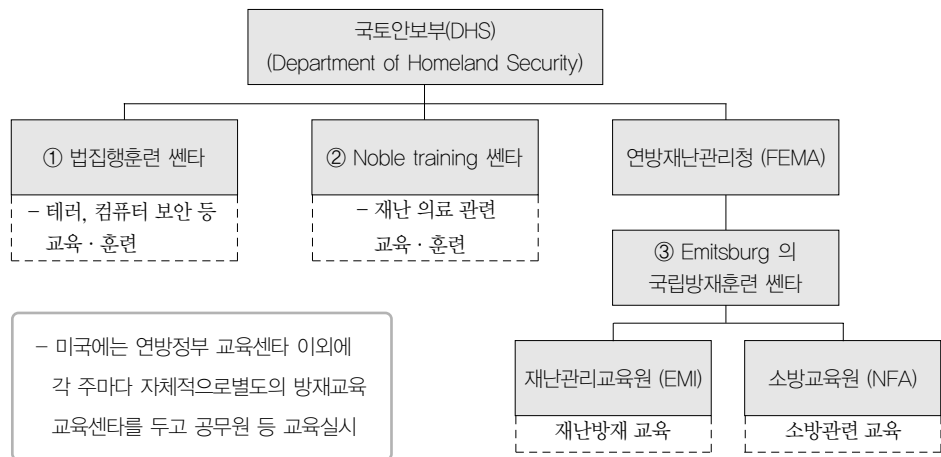 국토안보부(DHS)
(Department of Homeland Security)
① 법집행훈련 쎈타
– 테러, 컴퓨터 보안 등
교육 · 훈련
② Noble training 쎈타
– 재난 의료 관련
교육 · 훈련
연방재난관리청 (FEMA)
③ Emitsburg 의
국립방재훈련 쎈타
재난관리교육원 (EMI)
재난방재 교육
소방교육원 (NFA)
소방관련 교육
– 미국에는 연방정부 교육센타 이외에
각 주마다 자체적으로별도의 방재교육
교육센타를 두고 공무원 등 교육실시